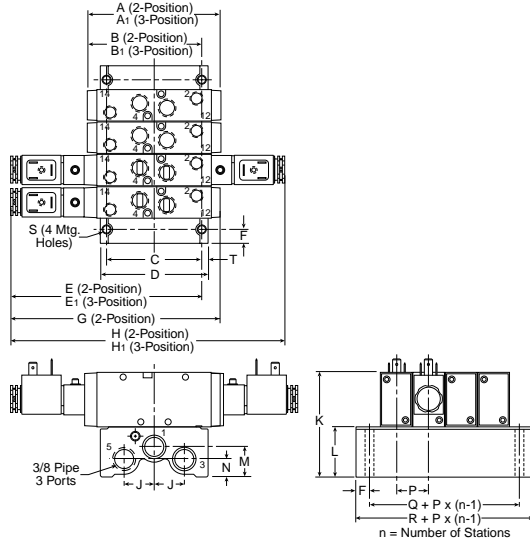 A (2-Position)
A1 (3-Position)
B (2-Position)
B1 (3-Position)
14 2
4 12
14 2
4 12
14 2
4 12
14 2
4 12
S (4 Mtg.
Holes)
F
C
T
D
E (2-Position)
E1 (3-Position)
G (2-Position)
H (2-Position)
H1 (3-Position)
1
5
3
3/8 Pipe
3 Ports
N
M
J
J
K
L
F
P
Q + P x (n-1)
R + P x (n-1)
n = Number of Stations